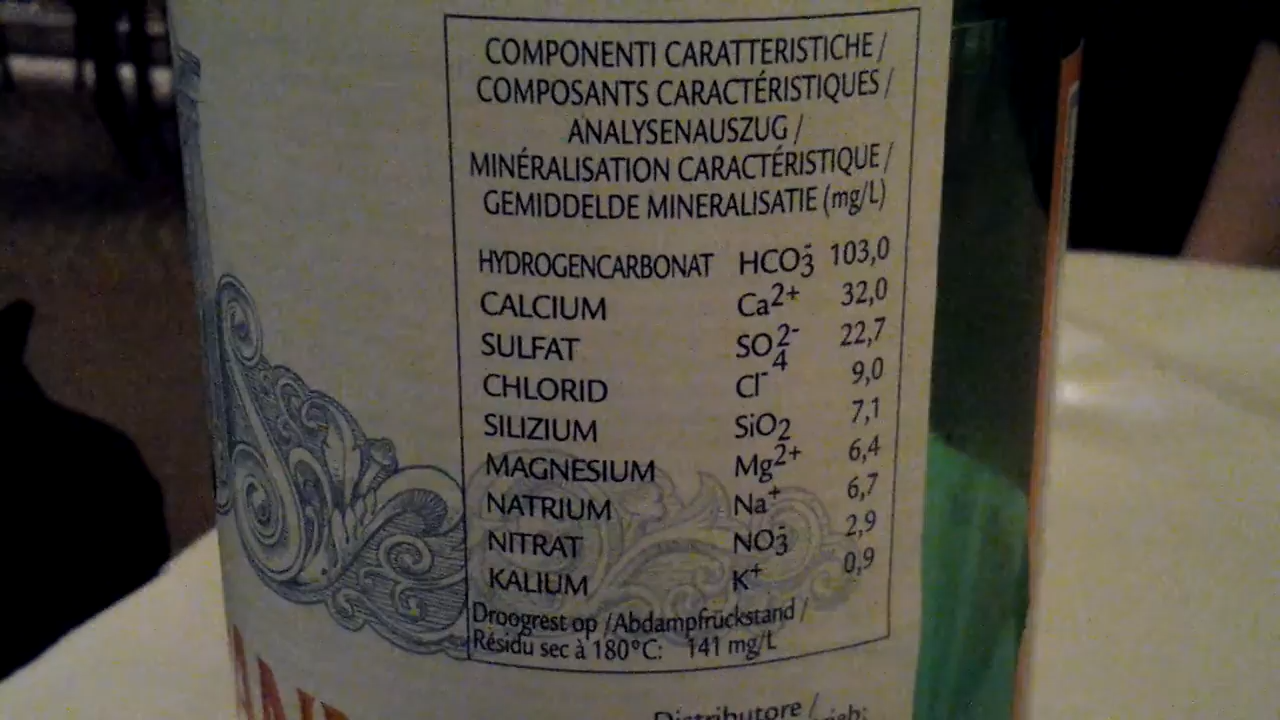 COMPONENTI CARATTERISTICHE /
COMPOSANTS CARACTÉRISTIQUES /
ANALYSENAUSZUG /
MINÉRALISATION CARACTÉRISTIQUE /
GEMIDDELDE MINERALISATIE (mg/L)
HYDROGENCARBONAT HCO₃⁻ 103,0
CALCIUM Ca²⁺ 32,0
SULFAT SO₄²⁻ 22,7
CHLORID Cl⁻ 9,0
SILIZIUM SiO₂ 7,1
MAGNESIUM Mg²⁺ 6,4
NATRIUM Na⁺ 6,7
NITRAT NO₃⁻ 2,9
KALIUM K⁺ 0,9
Droogrest op /Abdampfrückstand /
Résidu sec à 180°C: 141 mg/L
Distributore /